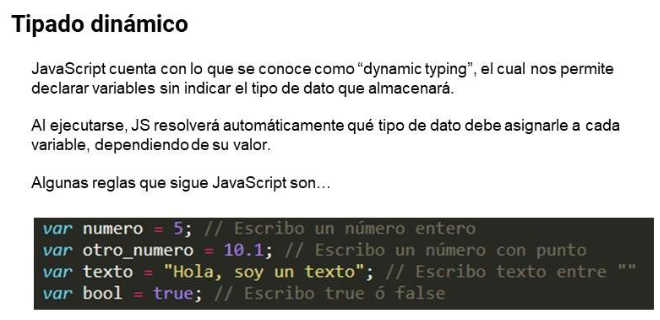 Tipado dinámico
JavaScript cuenta con lo que se conoce como “dynamic typing”, el cual nos permite
declarar variables sin indicar el tipo de dato que almacenará.
Al ejecutarse, JS resolverá automáticamente qué tipo de dato debe asignarle a cada
variable, dependiendo de su valor.
Algunas reglas que sigue JavaScript son…
var numero = 5; // Escribo un número entero
var otro_numero = 10.1; // Escribo un número con punto
var texto = "Hola, soy un texto"; // Escribo texto entre ""
var bool = true; // Escribo true ó false